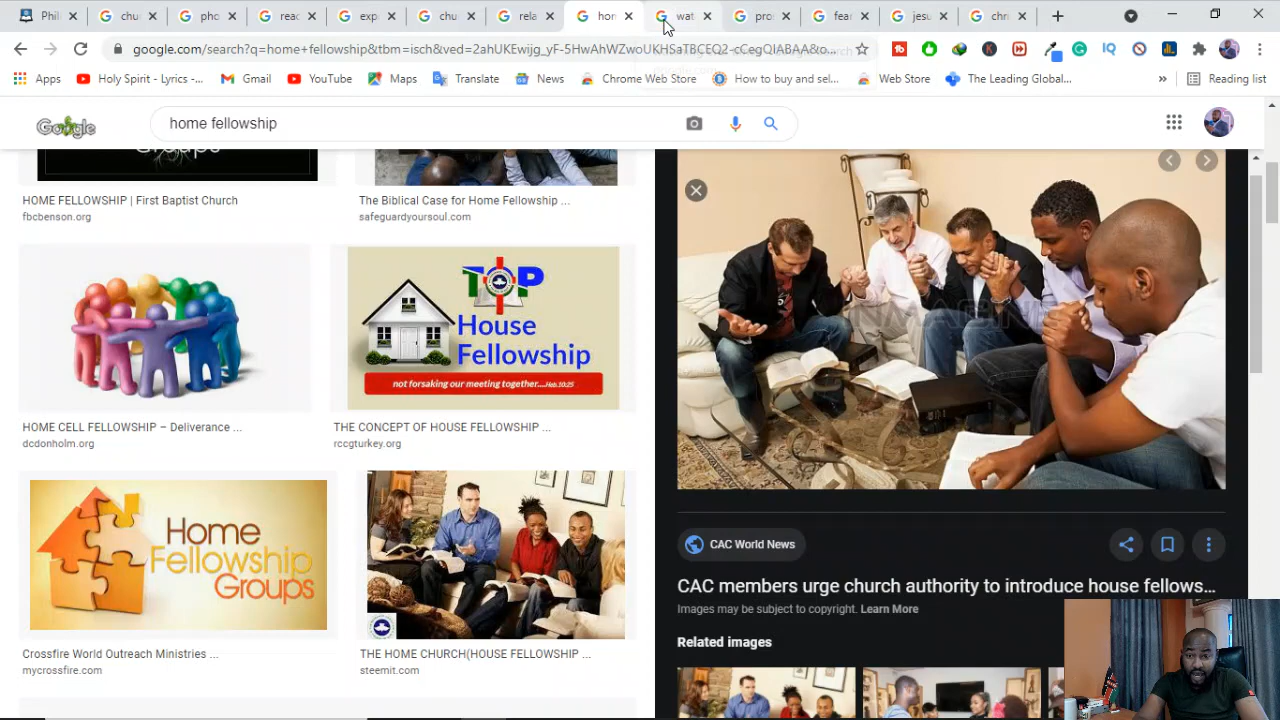 Phil
chu
pho
reac
exp
chu
rela
hor
wat
pro
fear
jesu
chri
google.com/search?q=home+fellowship&tbm=isch&ved=2ahUKEwijg_yF-5HwAhWZwoUKHSaTBCEQ2-cCegQIABAA&o...
Apps
Holy Spirit - Lyrics -...
Gmail
YouTube
Maps
Translate
News
Chrome Web Store
How to buy and sel...
Web Store
The Leading Global...
»
Reading list
Google
home fellowship
Groups
HOME FELLOWSHIP | First Baptist Church
fbcbenson.org
The Biblical Case for Home Fellowship ...
safeguardyoursoul.com
TOP
House
Fellowship
not forsaking our meeting together....Heb.10:25
HOME CELL FELLOWSHIP – Deliverance ...
dcdonholm.org
THE CONCEPT OF HOUSE FELLOWSHIP ...
rccgturkey.org
Home
Fellowship
Groups
Crossfire World Outreach Ministries ...
mycrossfire.com
THE HOME CHURCH(HOUSE FELLOWSHIP ...
steemit.com
CAC World News
CAC members urge church authority to introduce house fellows...
Images may be subject to copyright. Learn More
Related images